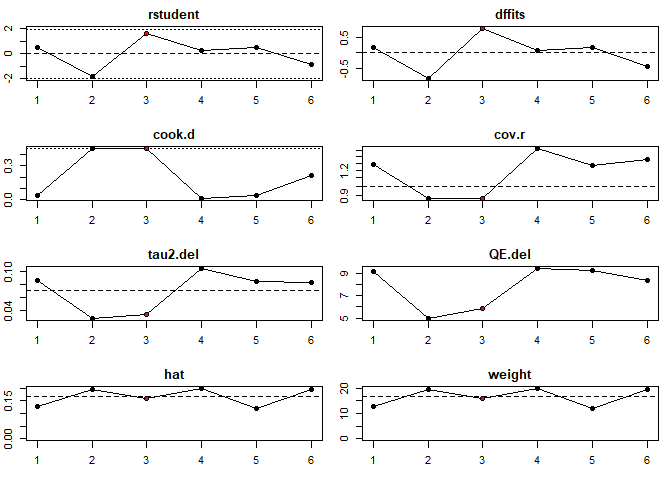 rstudent
2
0
-2
1 2 3 4 5 6
dffits
0.5
-0.5
1 2 3 4 5 6
cook.d
0.3
0.0
1 2 3 4 5 6
cov.r
1.2
0.9
1 2 3 4 5 6
tau2.del
0.10
0.04
1 2 3 4 5 6
QE.del
9
7
5
1 2 3 4 5 6
hat
0.15
0.00
1 2 3 4 5 6
weight
20
10
0
1 2 3 4 5 6